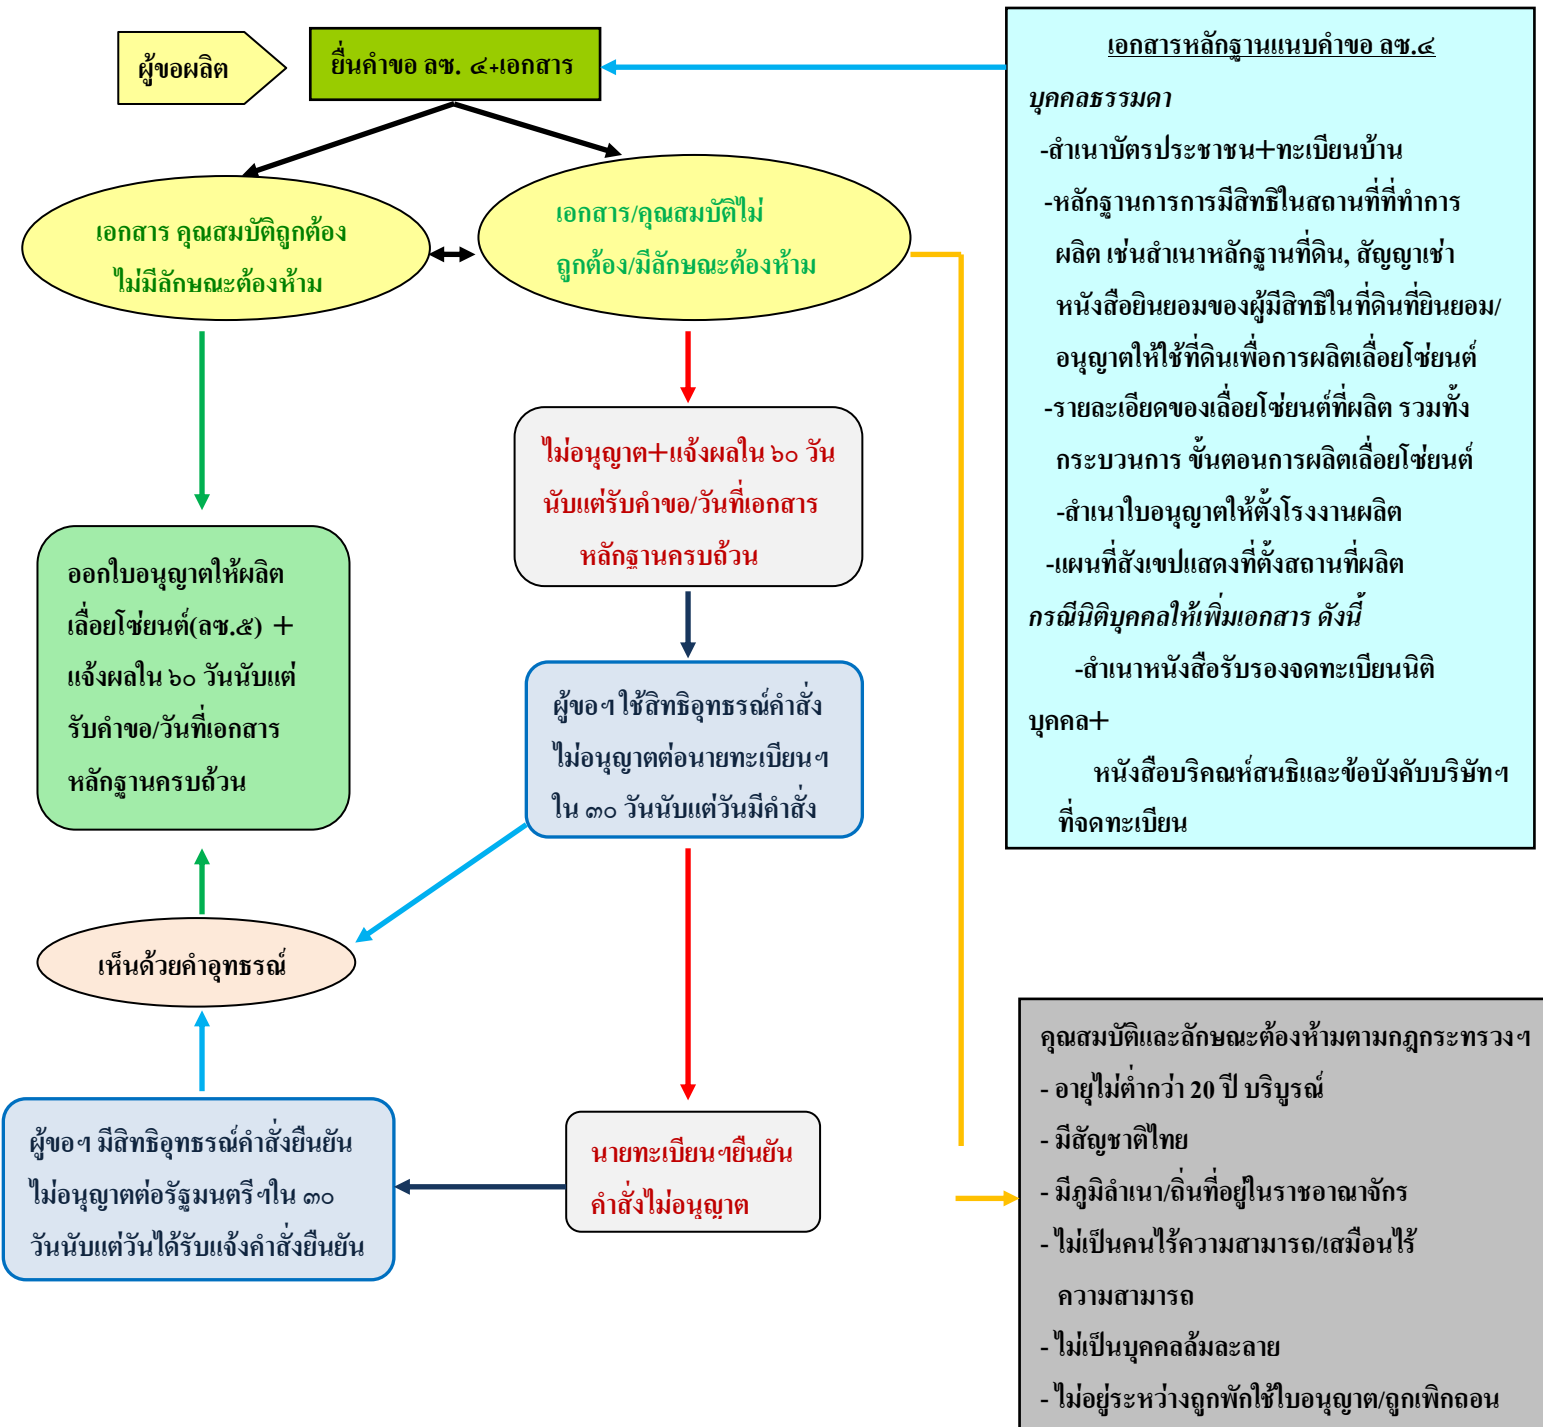 ผู้ขอผลิต
ยื่นคำขอ ลซ. ๔+เอกสาร
เอกสาร คุณสมบัติถูกต้อง
ไม่มีลักษณะต้องห้าม
เอกสาร/คุณสมบัติไม่
ถูกต้อง/มีลักษณะต้องห้าม
ไม่อนุญาต+แจ้งผลใน ๖๐ วัน
นับแต่รับคำขอ/วันที่เอกสาร
หลักฐานครบถ้วน
ออกใบอนุญาตให้ผลิต
เลื่อยโซ่ยนต์(ลซ.๕) +
แจ้งผลใน ๖๐ วันนับแต่
รับคำขอ/วันที่เอกสาร
หลักฐานครบถ้วน
ผู้ขอฯ ใช้สิทธิอุทธรณ์คำสั่ง
ไม่อนุญาตต่อนายทะเบียนฯ
ใน ๓๐ วันนับแต่วันมีคำสั่ง
เห็นด้วยคำอุทธรณ์
ผู้ขอฯ มีสิทธิอุทธรณ์คำสั่งยืนยัน
ไม่อนุญาตต่อรัฐมนตรีฯใน ๓๐
วันนับแต่วันได้รับแจ้งคำสั่งยืนยัน
นายทะเบียนฯยืนยัน
คำสั่งไม่อนุญาต
เอกสารหลักฐานแนบคำขอ ลซ.๔
บุคคลธรรมดา
-สำเนาบัตรประชาชน+ทะเบียนบ้าน
-หลักฐานการการมีสิทธิในสถานที่ที่ทำการ
ผลิต เช่นสำเนาหลักฐานที่ดิน, สัญญาเช่า
หนังสือยินยอมของผู้มีสิทธิในที่ดินที่ยินยอม/
อนุญาตให้ใช้ที่ดินเพื่อการผลิตเลื่อยโซ่ยนต์
-รายละเอียดของเลื่อยโซ่ยนต์ที่ผลิต รวมทั้ง
กระบวนการ ขั้นตอนการผลิตเลื่อยโซ่ยนต์
-สำเนาใบอนุญาตให้ตั้งโรงงานผลิต
-แผนที่สังเขปแสดงที่ตั้งสถานที่ผลิต
กรณีนิติบุคคลให้เพิ่มเอกสาร ดังนี้
-สำเนาหนังสือรับรองจดทะเบียนนิติ
บุคคล+
หนังสือบริคณห์สนธิและข้อบังคับบริษัทฯ
ที่จดทะเบียน
คุณสมบัติและลักษณะต้องห้ามตามกฎกระทรวงฯ
- อายุไม่ต่ำกว่า 20 ปี บริบูรณ์
- มีสัญชาติไทย
- มีภูมิลำเนา/ถิ่นที่อยู่ในราชอาณาจักร
- ไม่เป็นคนไร้ความสามารถ/เสมือนไร้
ความสามารถ
- ไม่เป็นบุคคลล้มละลาย
- ไม่อยู่ระหว่างถูกพักใช้ใบอนุญาต/ถูกเพิกถอน